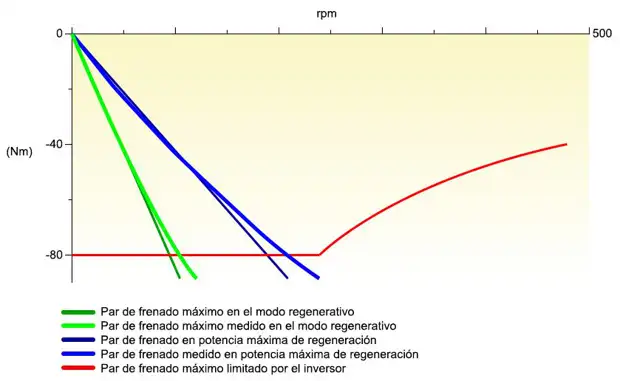 rpm
0
500
-40
(Nm)
-80
Par de frenado máximo en el modo regenerativo
Par de frenado máximo medido en el modo regenerativo
Par de frenado en potencia máxima de regeneración
Par de frenado medido en potencia máxima de regeneración
Par de frenado máximo limitado por el inversor